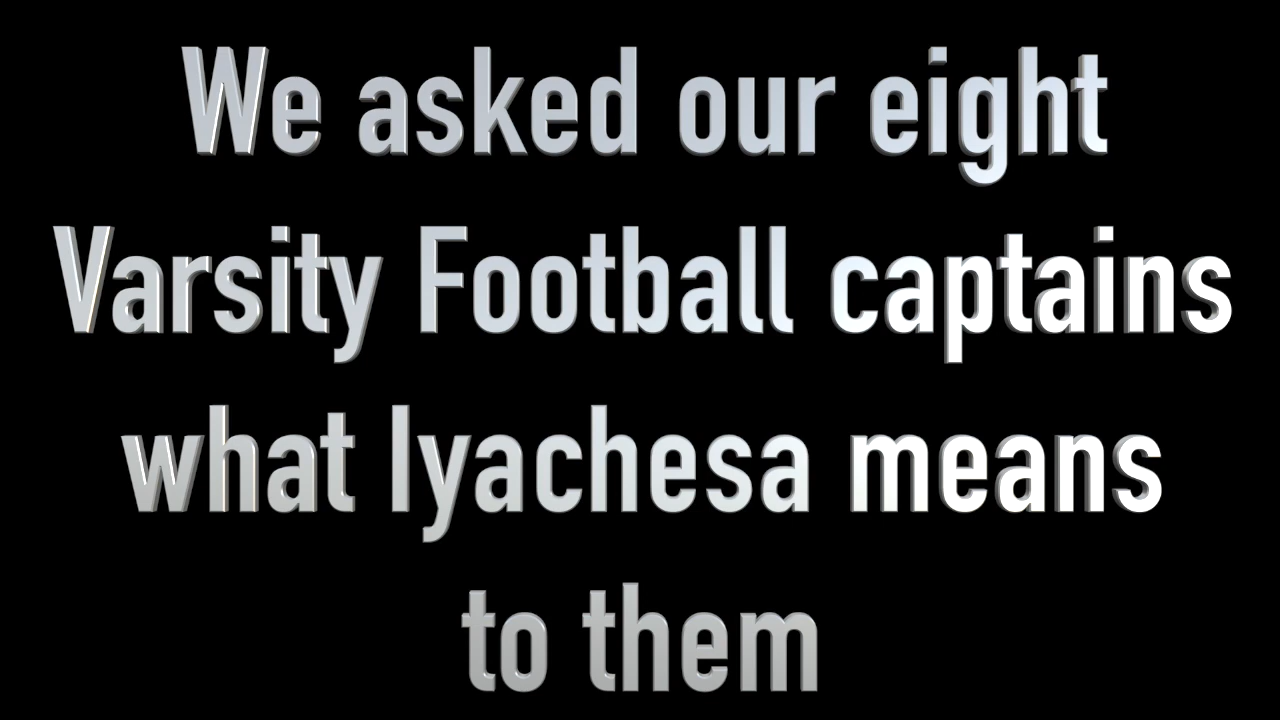 We asked our eight
Varsity Football captains
what Iyachesa means
to them